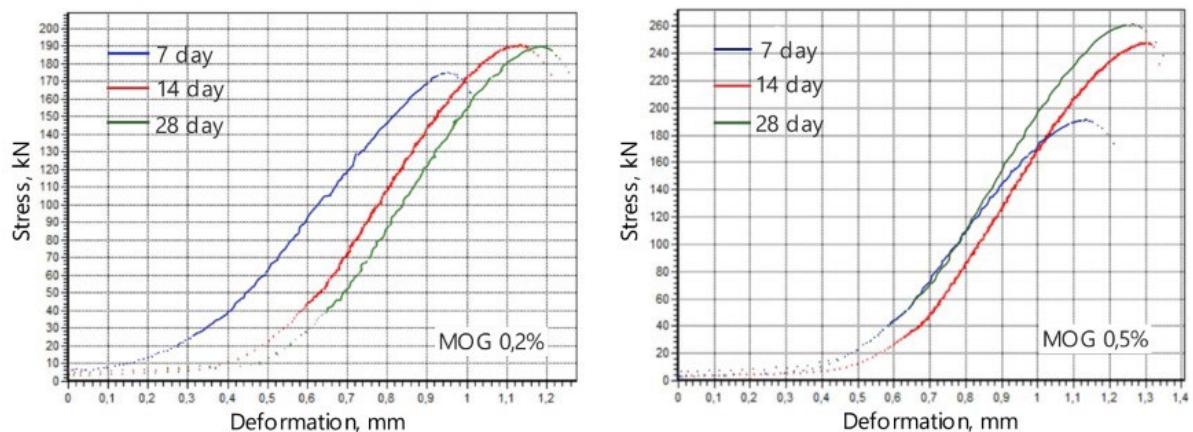 200
190
180
170
160
150
140
130
120
110
100
90
80
70
60
50
40
30
20
10
0
Stress, kN
7 day
14 day
28 day
MOG 0,2%
0 0,1 0,2 0,3 0,4 0,5 0,6 0,7 0,8 0,9 1 1,1 1,2
Deformation, mm
260
240
220
200
180
160
140
120
100
80
60
40
20
0
Stress, kN
7 day
14 day
28 day
MOG 0,5%
0 0,1 0,2 0,3 0,4 0,5 0,6 0,7 0,8 0,9 1 1,1 1,2 1,3 1,4
Deformation, mm